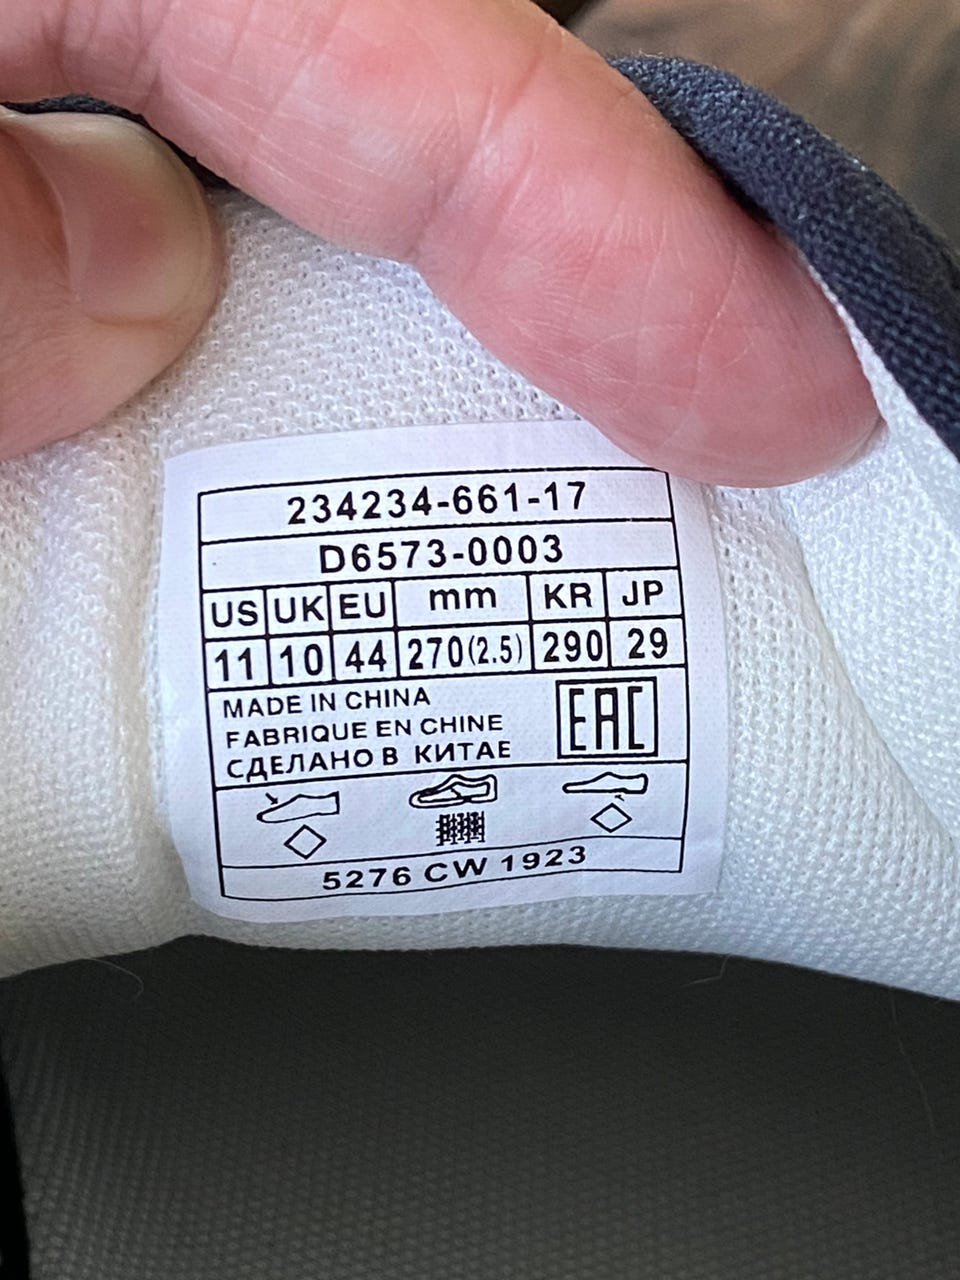 234234-661-17
D6573-0003
US UK EU mm KR JP
11 10 44 270(2.5) 290 29
MADE IN CHINA
FABRIQUE EN CHINE
СДЕЛАНО В КИТАЕ
EAC
5276 CW 1923